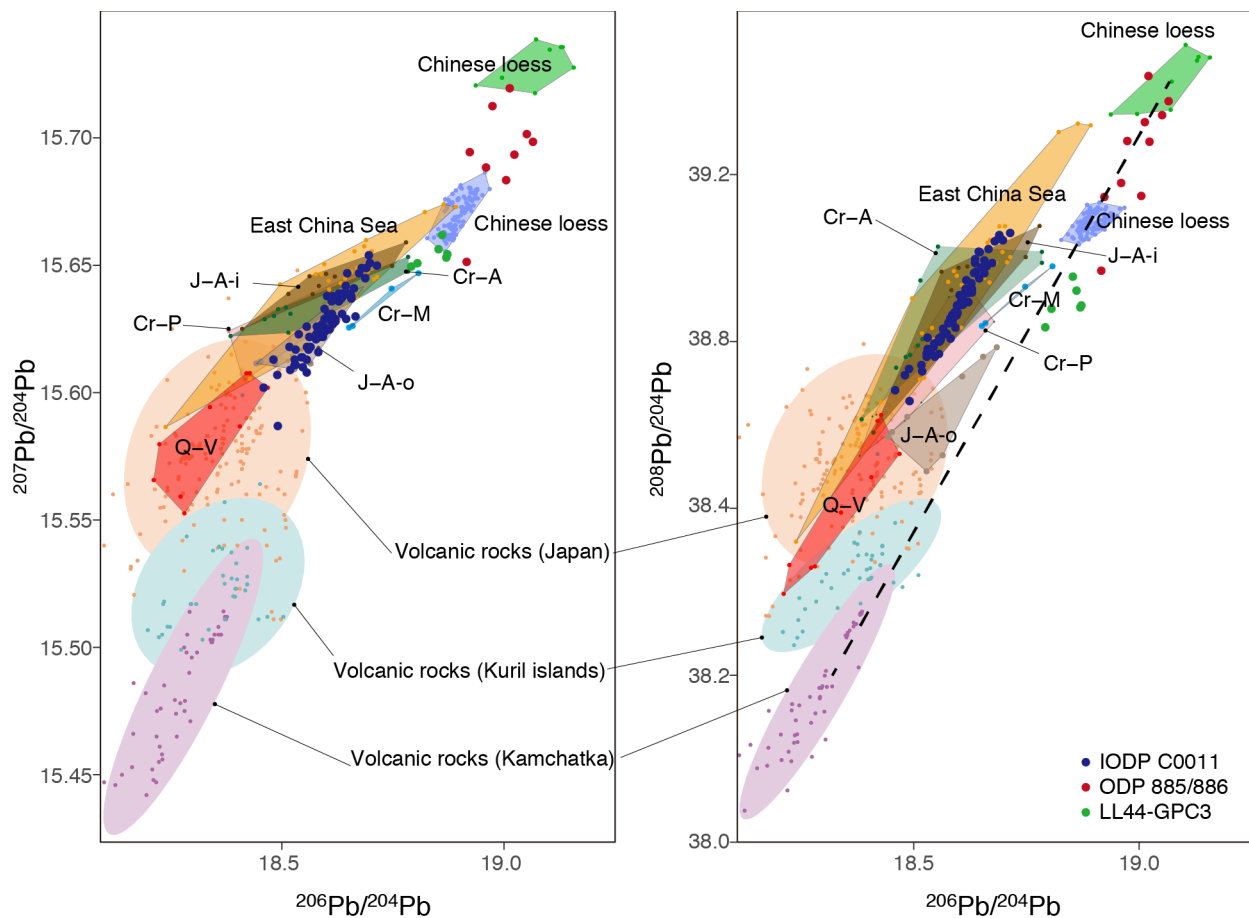 Chinese loess
15.70
East China Sea
Chinese loess
15.65
J–A–i
Cr–A
Cr–P
Cr–M
J–A-o
15.60
Q–V
15.55
Volcanic rocks (Japan)
15.50
Volcanic rocks (Kuril islands)
Volcanic rocks (Kamchatka)
15.45
207Pb/204Pb
18.5
19.0
206Pb/204Pb
Chinese loess
39.2
East China Sea
Cr–A
Chinese loess
J–A–i
Cr–M
38.8
Cr–P
J–A-o
Q–V
38.4
38.2
38.0
208Pb/204Pb
IODP C0011
ODP 885/886
LL44-GPC3
18.5
19.0
206Pb/204Pb